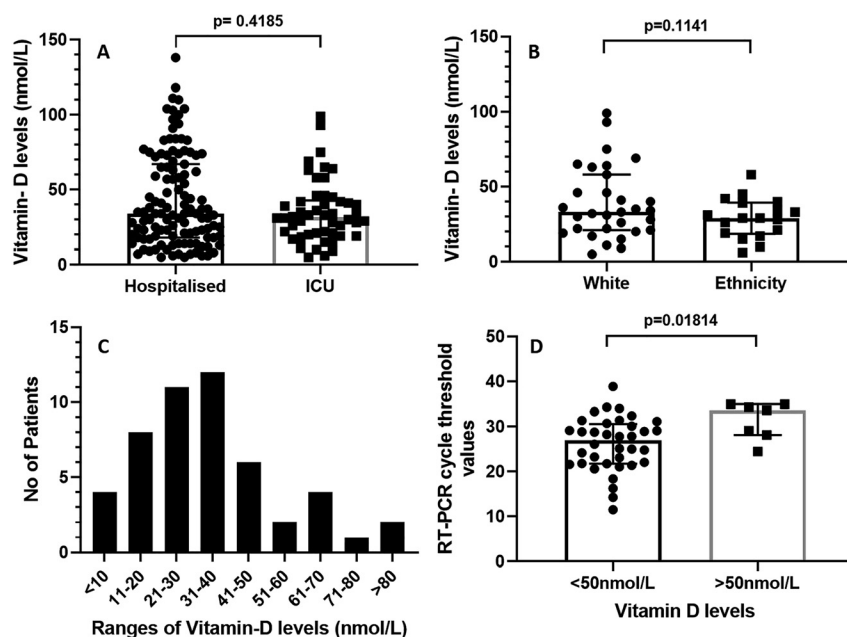 p= 0.4185
A
150
100
50
0
Vitamin- D levels (nmol/L)
Hospitalised
ICU
p=0.1141
B
150
100
50
0
Vitamin- D levels (nmol/L)
White
Ethnicity
C
15
10
5
0
No of Patients
<10
11-20
21-30
31-40
41-50
51-60
61-70
71-80
>80
Ranges of Vitamin-D levels (nmol/L)
p=0.01814
D
50
40
30
20
10
0
RT-PCR cycle threshold
values
<50nmol/L
>50nmol/L
Vitamin D levels